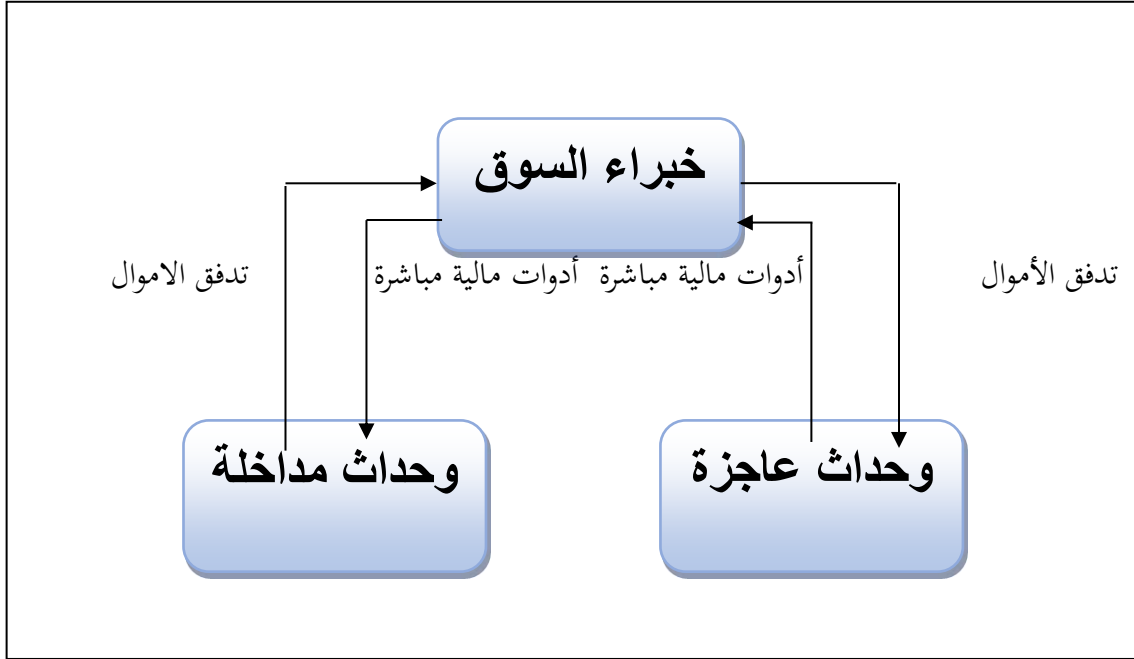 خبراء السوق
تدفق الأموال
أدوات مالية مباشرة
أدوات مالية مباشرة
تدفق الاموال
وحداث عاجزة
وحداث مداخلة